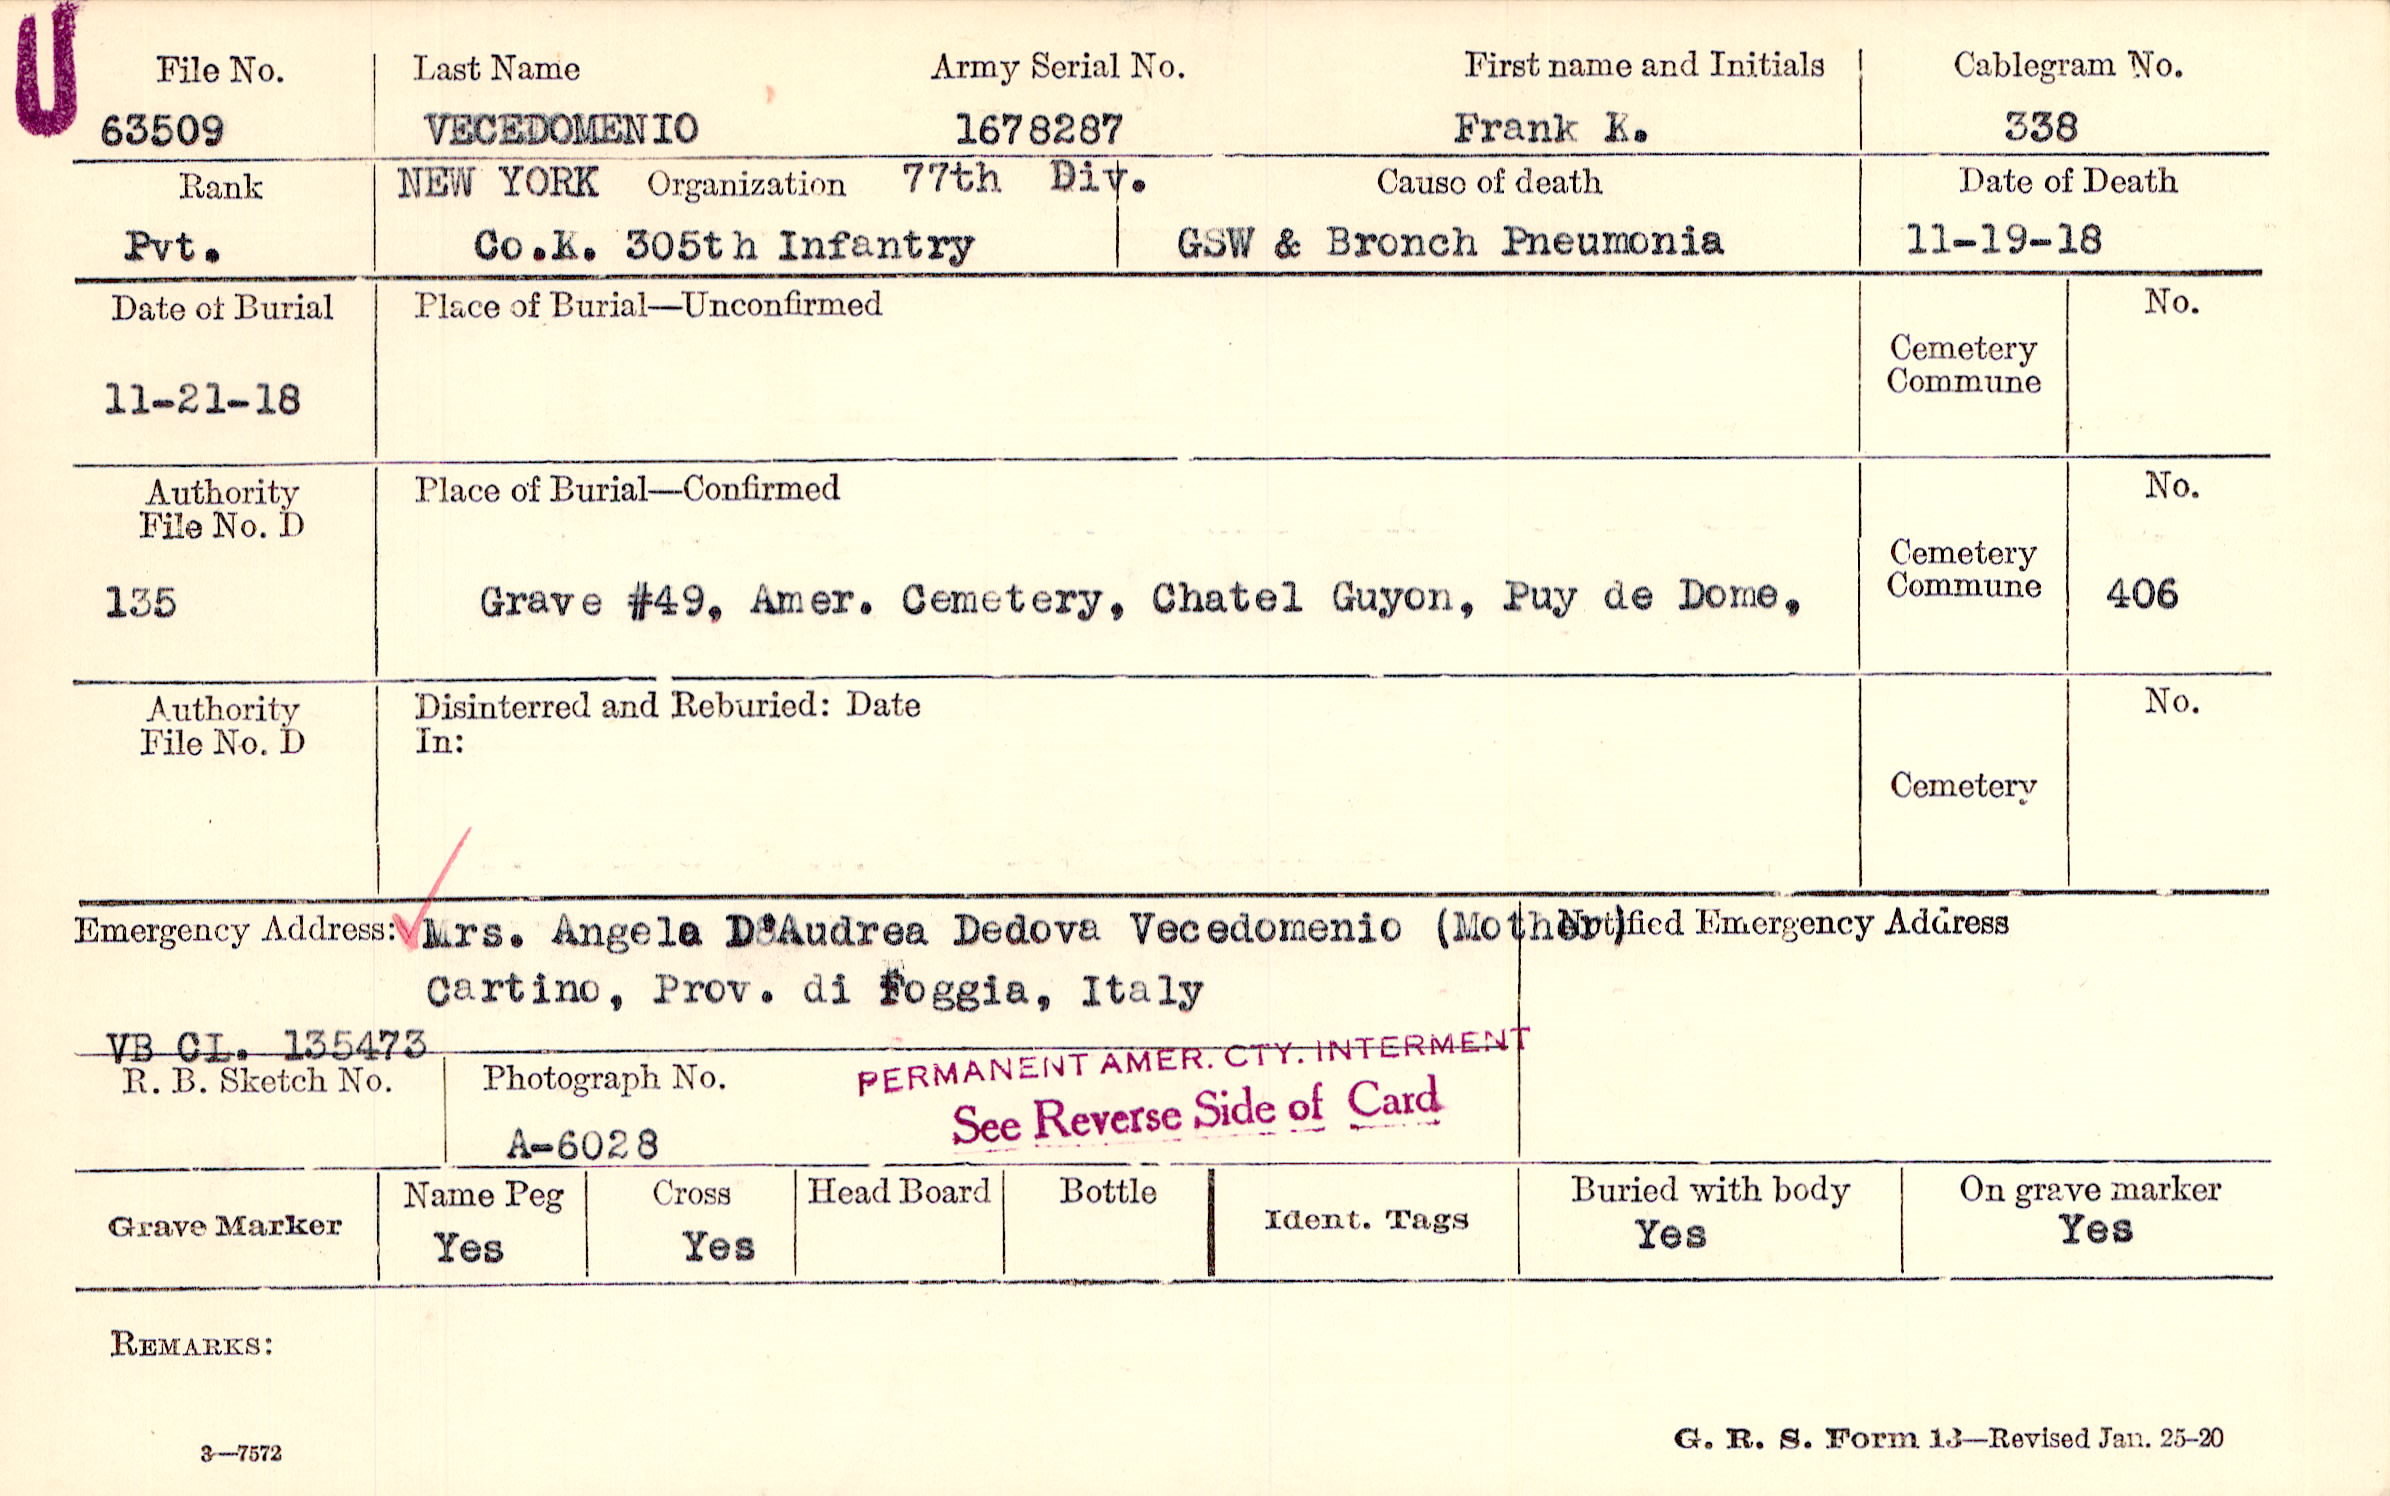 U
File No. Last Name Army Serial No. First name and Initials Cablegram No.
63509 VECEDOMENIO 1678287 Frank K. 338
Rank NEW YORK Organization 77th Div. Cause of death Date of Death
Pvt. Co.K. 305th Infantry GSW & Bronch Pneumonia 11-19-18
Date of Burial Place of Burial—Unconfirmed No.
Cemetery
Commune
11-21-18
Authority Place of Burial—Confirmed No.
File No. D
Cemetery
Commune
135 Grave #49, Amer. Cemetery, Chatel Guyon, Puy de Dome, 406
Authority Disinterred and Reburied: Date No.
File No. D In:
Cemetery
Emergency Address: Mrs. Angela D'Audrea Dedova Vecedomenio (Mother) Notified Emergency Address
Cartino, Prov. di Foggia, Italy
VB CL. 135473
PERMANENT AMER. CTY. INTERMENT
R. B. Sketch No. Photograph No.
See Reverse Side of Card
A-6028
Grave Marker Name Peg Cross Head Board Bottle Ident. Tags Buried with body On grave marker
Yes Yes Yes Yes
REMARKS:
3—7572 G. R. S. Form 13—Revised Jan. 25-20